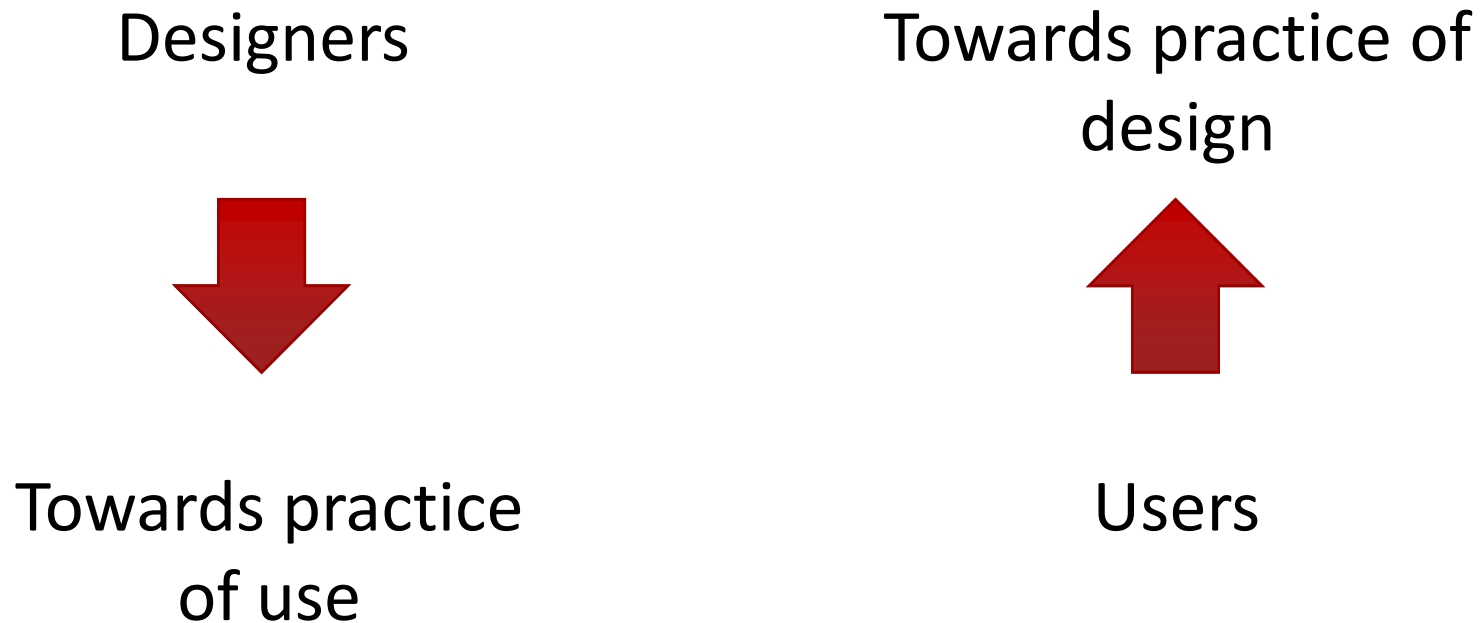 Designers
Towards practice
of use
Towards practice of
design
Users